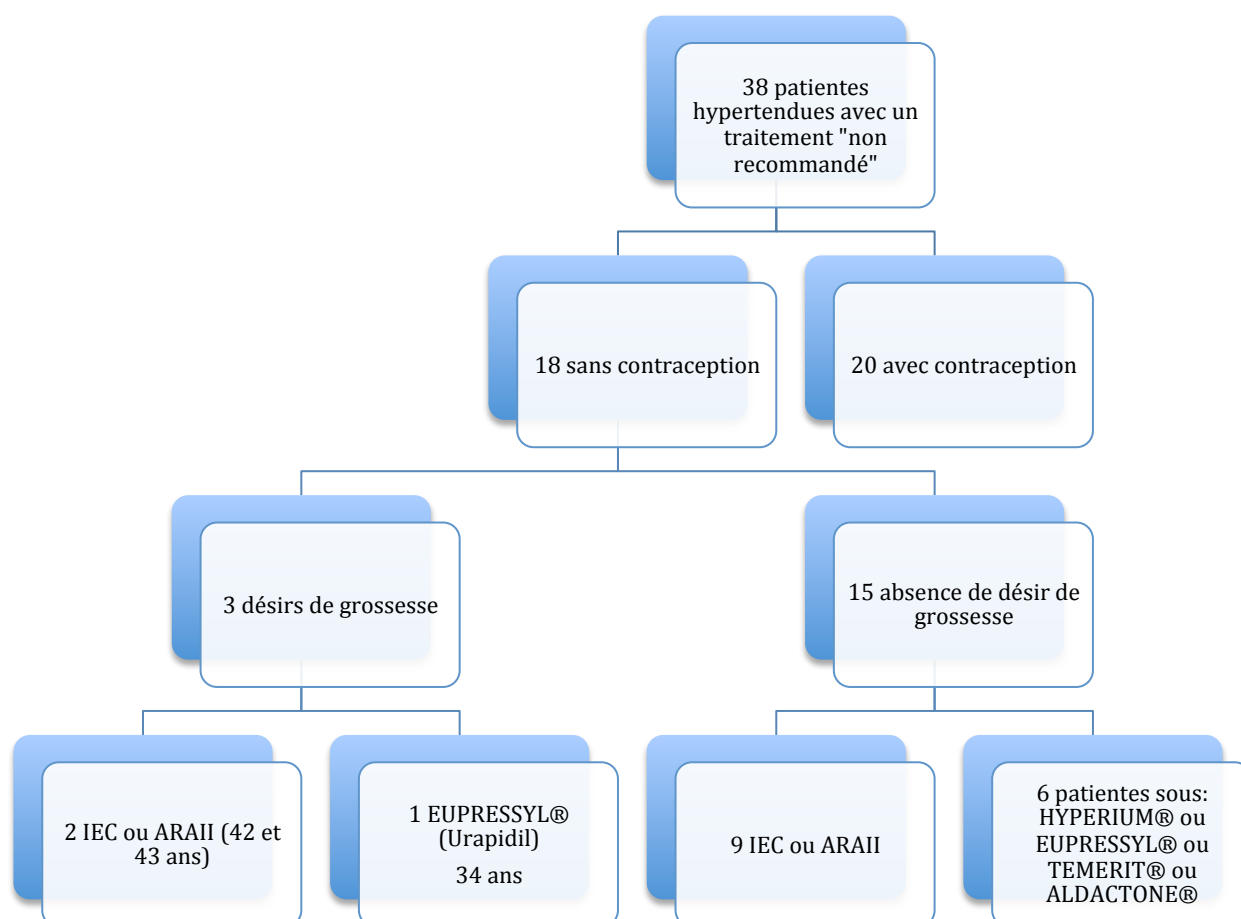 38 patientes
hypertendues avec un
traitement "non
recommandé"
18 sans contraception
20 avec contraception
3 désirs de grossesse
15 absence de désir de
grossesse
2 IEC ou ARAII (42 et
43 ans)
1 EUPRESSYL®
(Urapidil)
34 ans
9 IEC ou ARAII
6 patientes sous:
HYPERIUM® ou
EUPRESSYL® ou
TEMERIT® ou
ALDACTONE®